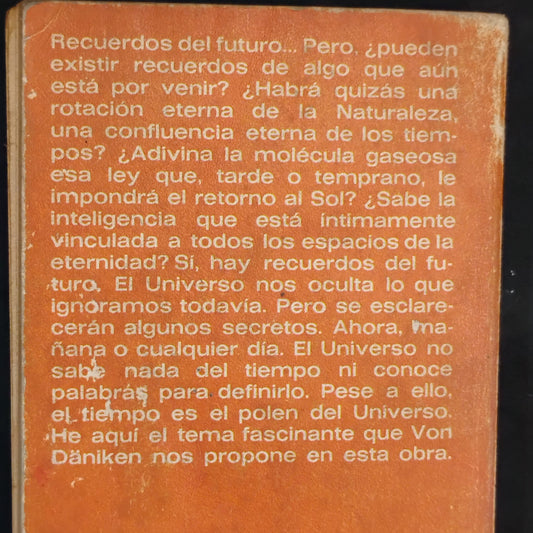 Recuerdos del futuro... Pero, ¿pueden
existir recuerdos de algo que aún
está por venir? ¿Habrá quizás una
rotación eterna de la Naturaleza,
una confluencia eterna de los tiem-
pos? ¿Adivina la molécula gaseosa
esa ley que, tarde o temprano, le
impondrá el retorno al Sol? ¿Sabe la
inteligencia que está íntimamente
vinculada a todos los espacios de la
eternidad? Sí, hay recuerdos del fu-
turo. El Universo nos oculta lo que
ignoramos todavía. Pero se esclare-
cerán algunos secretos. Ahora, ma-
ñana o cualquier día. El Universo no
sabe nada del tiempo ni conoce
palabras para definirlo. Pese a ello,
el tiempo es el polen del Universo.
He aquí el tema fascinante que Von
Däniken nos propone en esta obra.